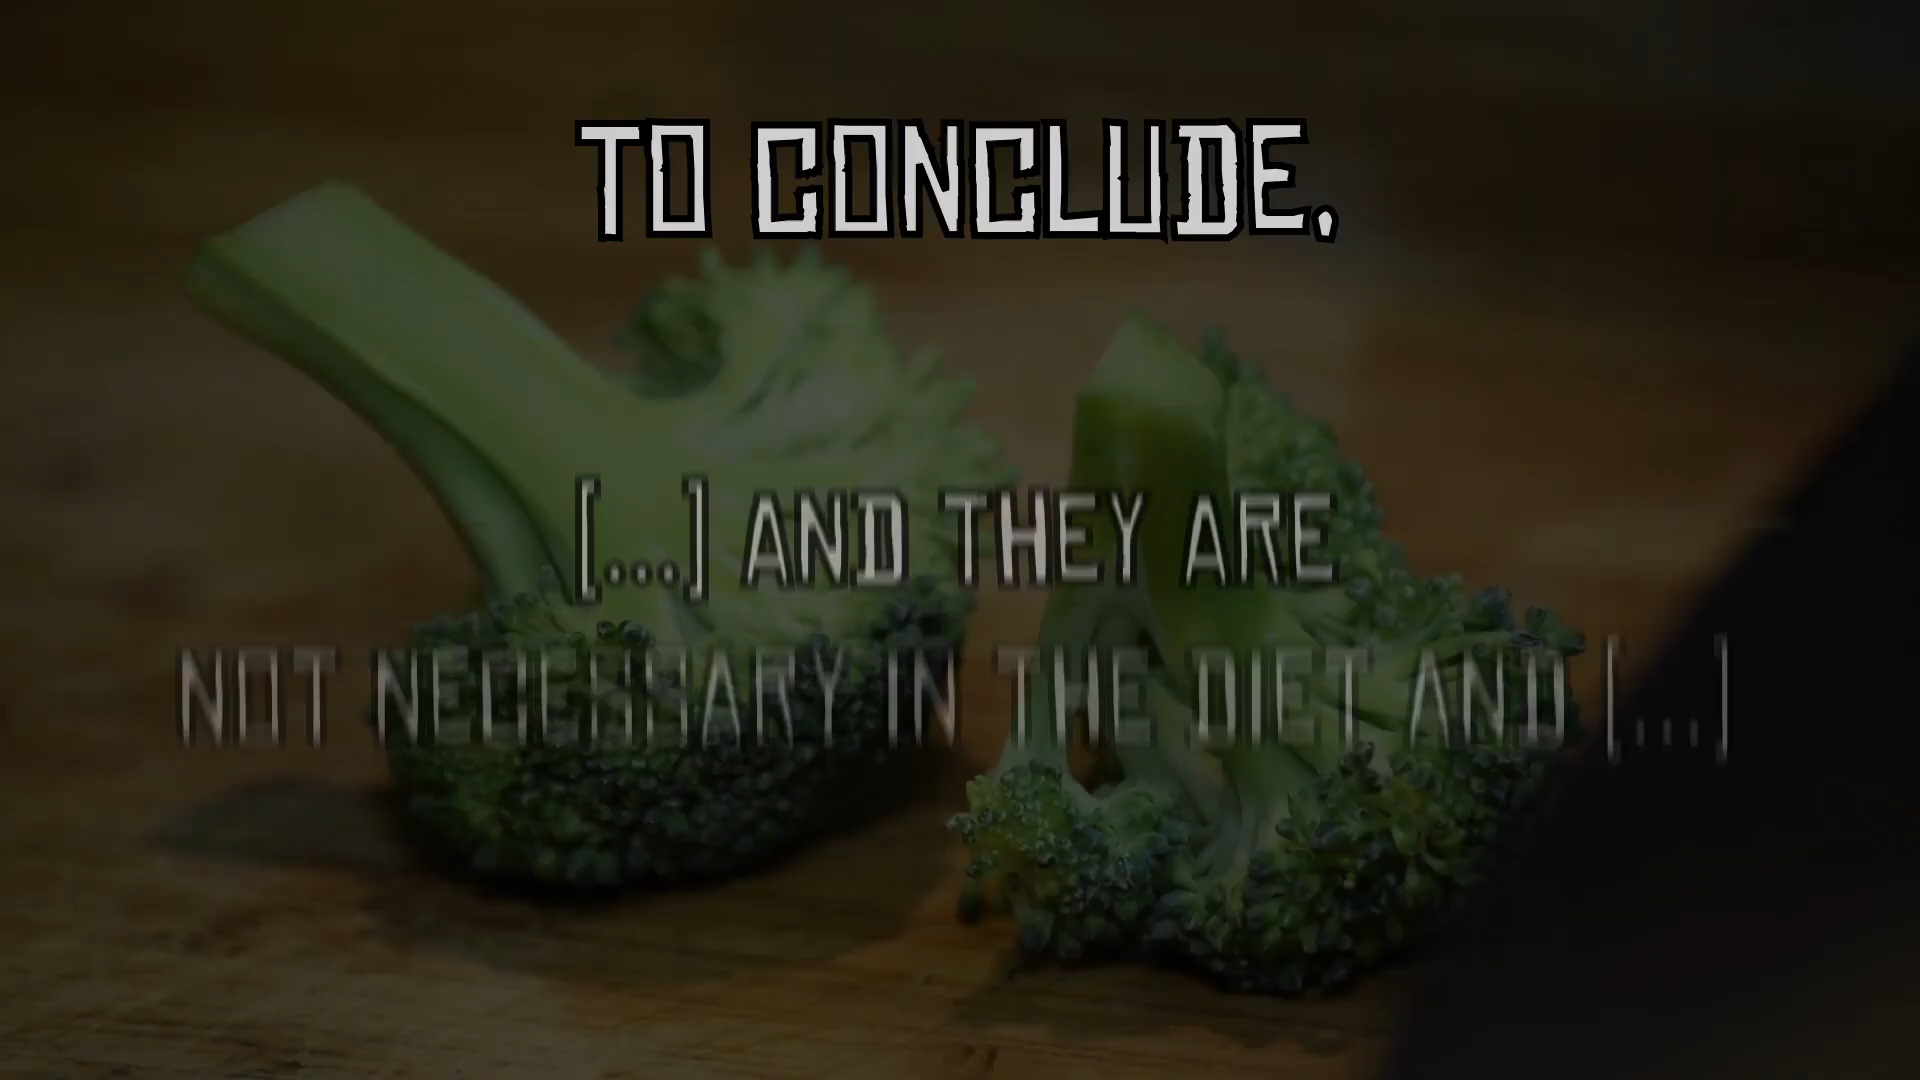 TO CONCLUDE,
[...] AND THEY ARE
NOT NECESSARY IN THE DIET AND [...]